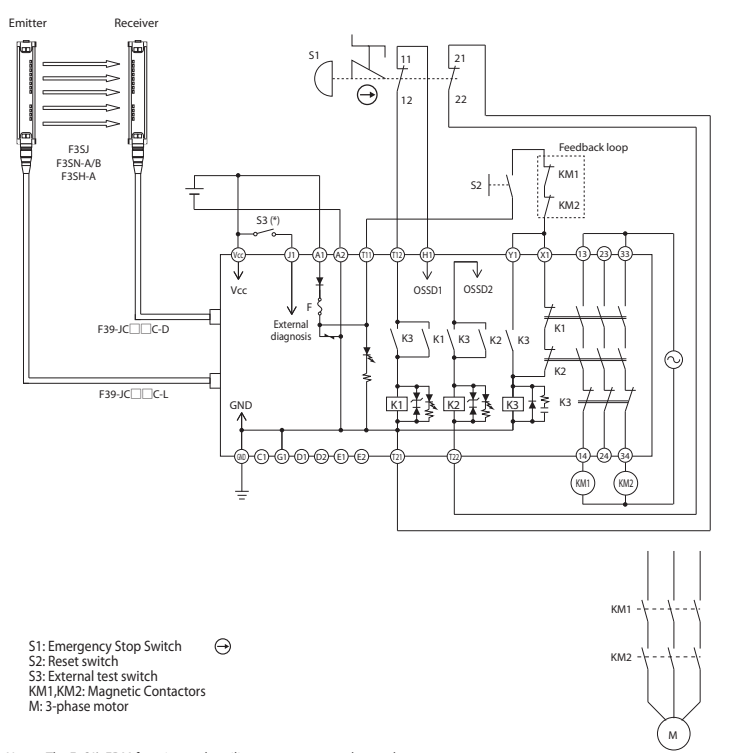 Emitter
Receiver
S1
11
21
12
22
F3SJ
F3SN-A/B
F3SH-A
Feedback loop
S2
KM1
KM2
S3 (*)
Vcc
J1
A1
A2
T11
T12
H1
Y1
X1
13
23
33
Vcc
OSSD1
OSSD2
F
External
diagnosis
F39-JC□□C-D
K3
K1
K3
K2
K3
K1
K2
F39-JC□□C-L
K1
K2
K3
K3
GND
GND
C1
G1
D1
D2
E1
E2
T21
T22
14
24
34
KM1
KM2
KM1
KM2
M
S1: Emergency Stop Switch
S2: Reset switch
S3: External test switch
KM1,KM2: Magnetic Contactors
M: 3-phase motor